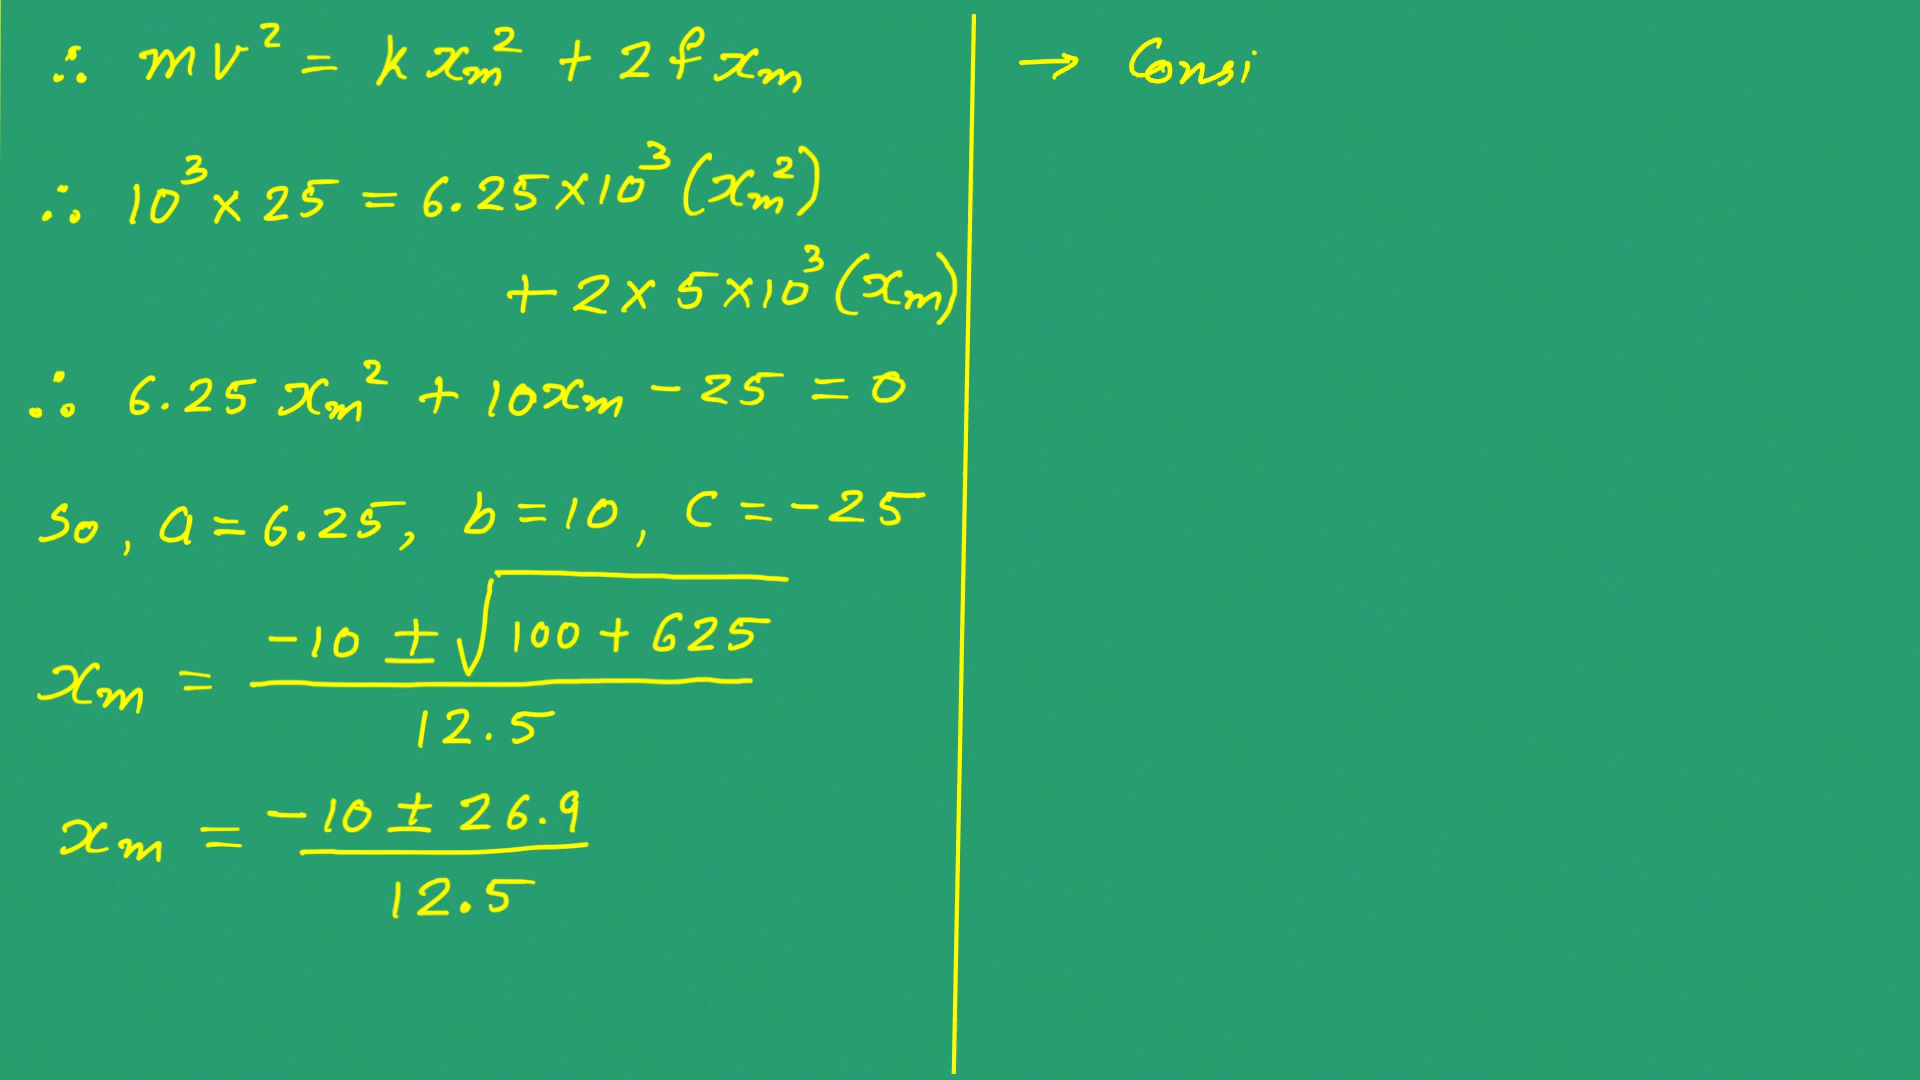 ∴ mv² = k xₘ² + 2 f xₘ
∴ 10³ × 25 = 6.25 × 10³ (xₘ²)
+ 2 × 5 × 10³ (xₘ)
∴ 6.25 xₘ² + 10xₘ − 25 = 0
So, a = 6.25, b = 10, c = −25
xₘ = (−10 ± √(100 + 625)) / 12.5
xₘ = (−10 ± 26.9) / 12.5
→ Consi